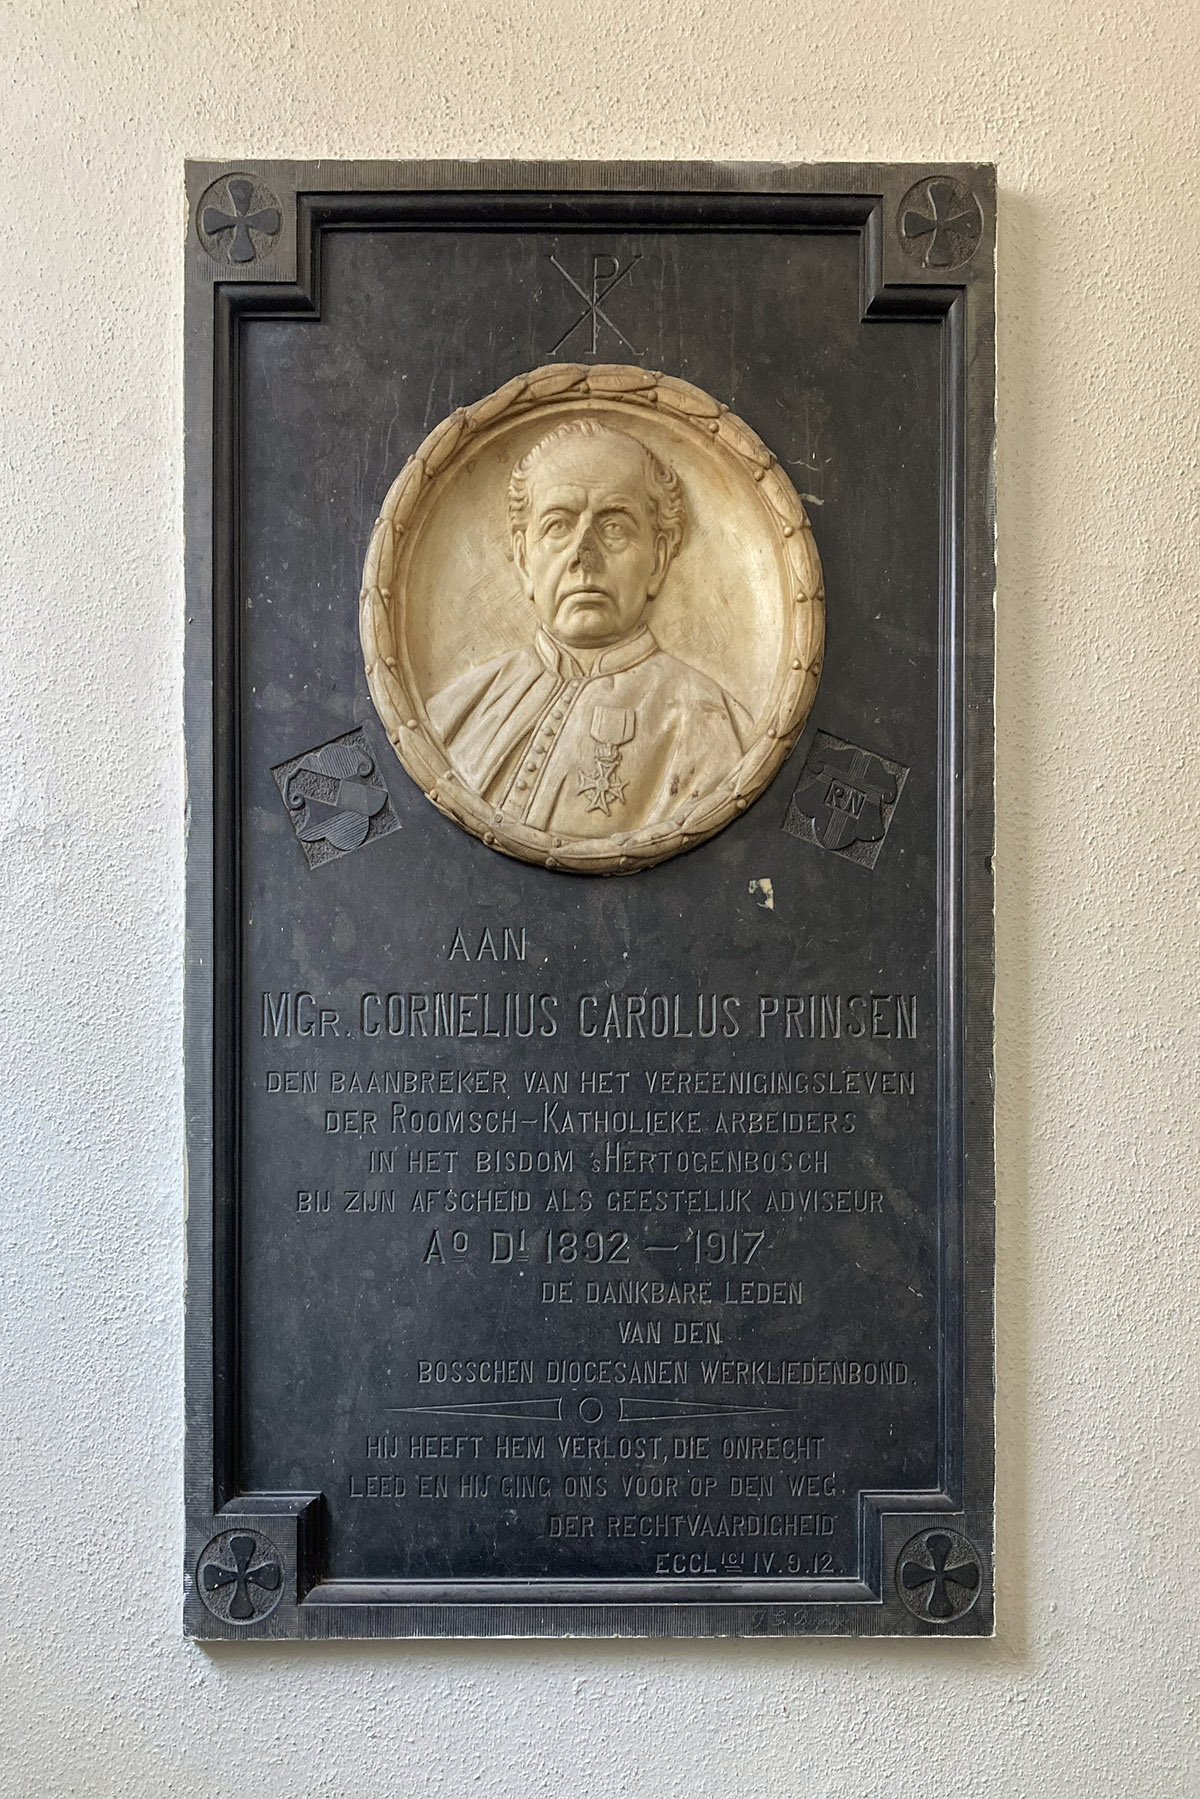 RN
AAN
MGR. CORNELIUS CAROLUS PRINSEN
DEN BAANBREKER VAN HET VEREENIGINGSLEVEN
DER ROOMSCH-KATHOLIEKE ARBEIDERS
IN HET BISDOM 'SHERTOGENBOSCH
BIJ ZIJN AFSCHEID ALS GEESTELIJK ADVISEUR
Aº DI 1892 — 1917
DE DANKBARE LEDEN
VAN DEN
BOSSCHEN DIOCESANEN WERKLIEDENBOND.
HIJ HEEFT HEM VERLOST, DIE ONRECHT
LEED EN HIJ GING ONS VOOR OP DEN WEG
DER RECHTVAARDIGHEID
ECCLICI IV.9.12.